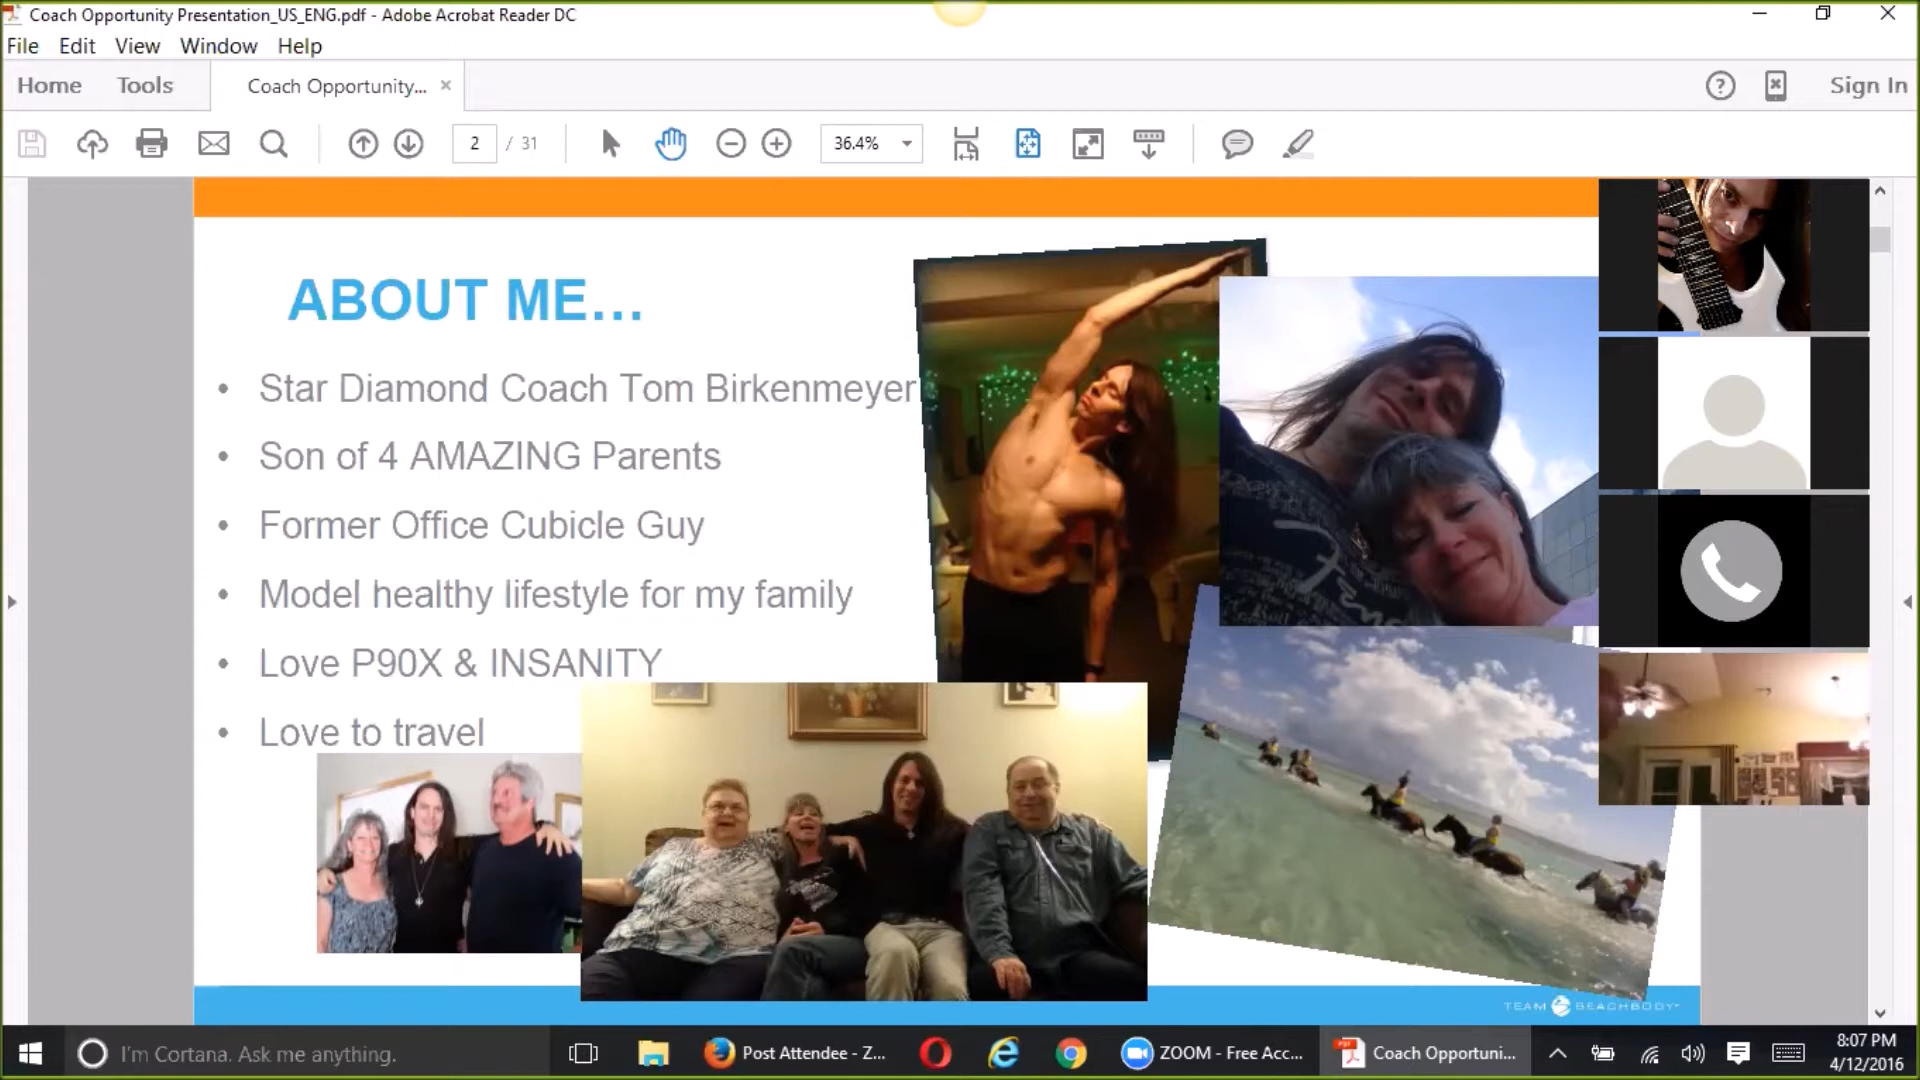 Coach Opportunity Presentation_US_ENG.pdf - Adobe Acrobat Reader DC
File Edit View Window Help
Home Tools Coach Opportunity... × Sign In
2 / 31 36.4%
ABOUT ME...
• Star Diamond Coach Tom Birkenmeyer
• Son of 4 AMAZING Parents
• Former Office Cubicle Guy
• Model healthy lifestyle for my family
• Love P90X & INSANITY
• Love to travel
TEAM BEACHBODY
I'm Cortana. Ask me anything.
Post Attendee - Z...
ZOOM - Free Acc...
Coach Opportuni...
8:07 PM
4/12/2016